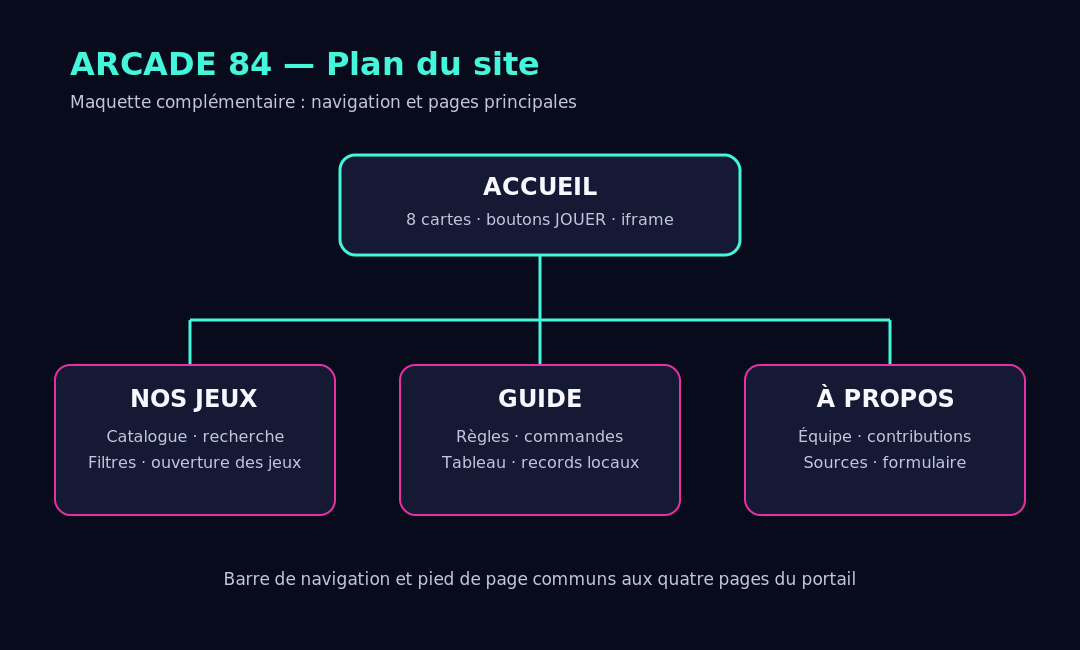 ARCADE 84 — Plan du site
Maquette complémentaire : navigation et pages principales
ACCUEIL
8 cartes · boutons JOUER · iframe
NOS JEUX
Catalogue · recherche
Filtres · ouverture des jeux
GUIDE
Règles · commandes
Tableau · records locaux
À PROPOS
Équipe · contributions
Sources · formulaire
Barre de navigation et pied de page communs aux quatre pages du portail